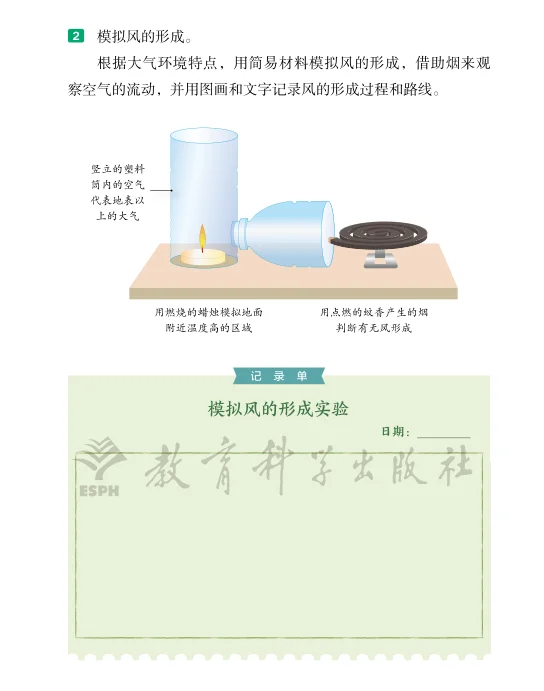 2 模拟风的形成。
根据大气环境特点，用简易材料模拟风的形成，借助烟来观
察空气的流动，并用图画和文字记录风的形成过程和路线。
竖立的塑料
筒内的空气
代表地表以
上的大气
用燃烧的蜡烛模拟地面
附近温度高的区域
用点燃的蚊香产生的烟
判断有无风形成
记录单
模拟风的形成实验
日期：
ESPH
教育科学出版社